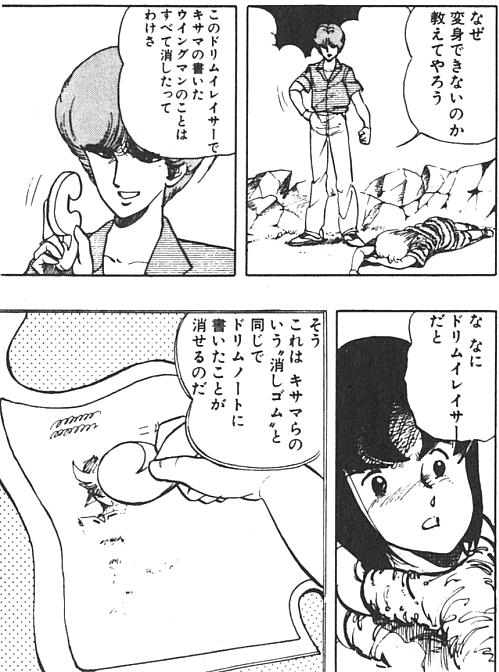 なぜ
変身できないのか
教えてやろう
このドリムイレイサーで
キサマの書いた
ウイングマンのことは
すべて消したって
わけさ
な なに
ドリムイレイサー
だと
そう
これは キサマらの
いう〝消しゴム〟と
同じで
ドリムノートに
書いたことが
消せるのだ